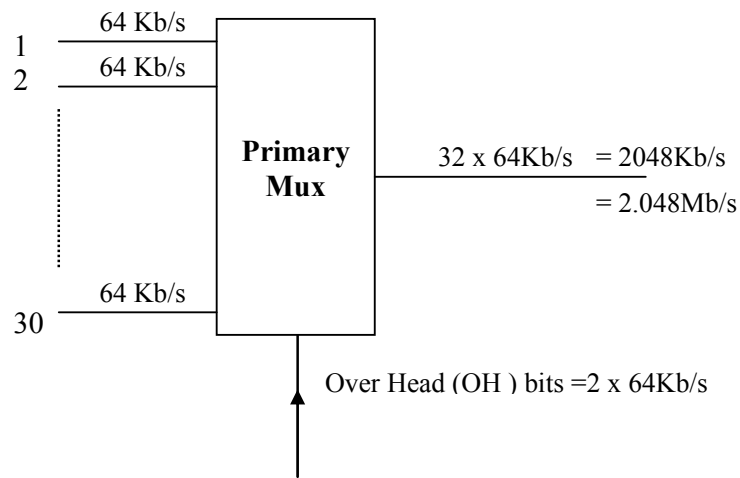 64 Kb/s
1
64 Kb/s
2
Primary
Mux
32 x 64Kb/s = 2048Kb/s
= 2.048Mb/s
64 Kb/s
30
Over Head (OH ) bits =2 x 64Kb/s